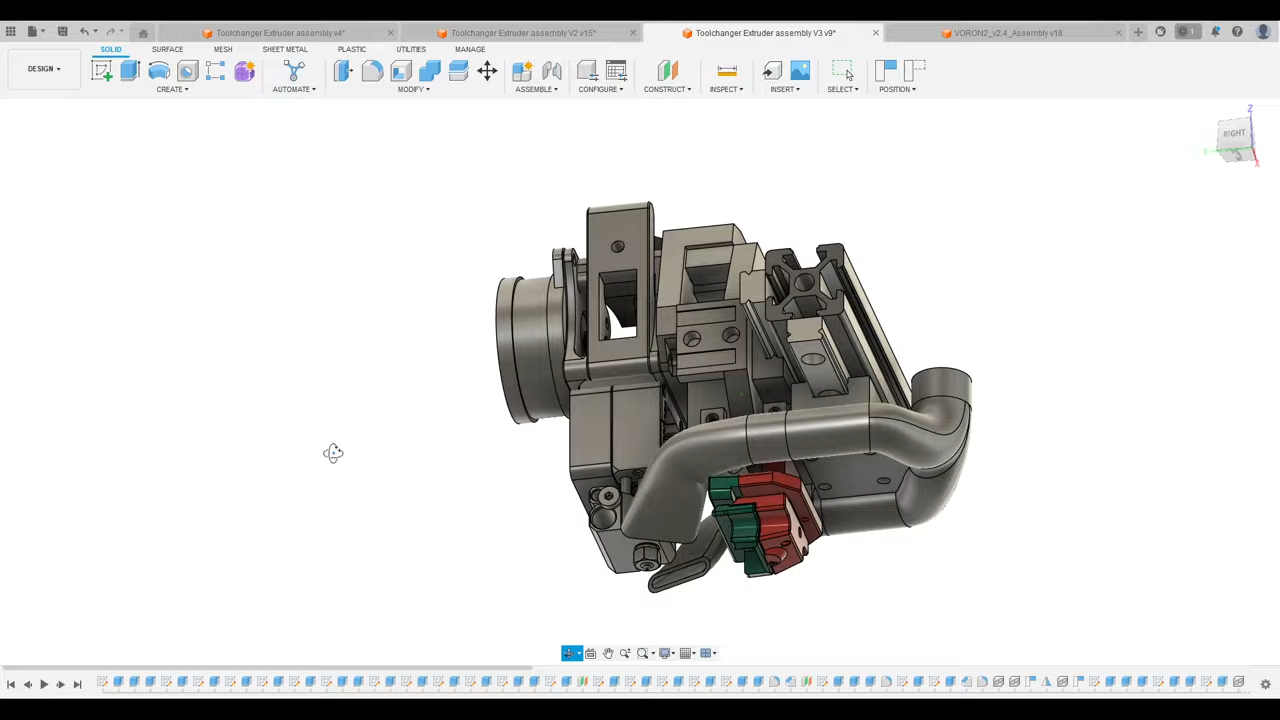 Toolchanger Extruder assembly v4*
Toolchanger Extruder assembly V2 v15*
Toolchanger Extruder assembly V3 v9*
VORON2_v2.4_Assembly v18
1
SOLID SURFACE MESH SHEET METAL PLASTIC UTILITIES MANAGE
DESIGN
CREATE AUTOMATE MODIFY ASSEMBLE CONFIGURE CONSTRUCT INSPECT INSERT SELECT POSITION
Z
RIGHT
X